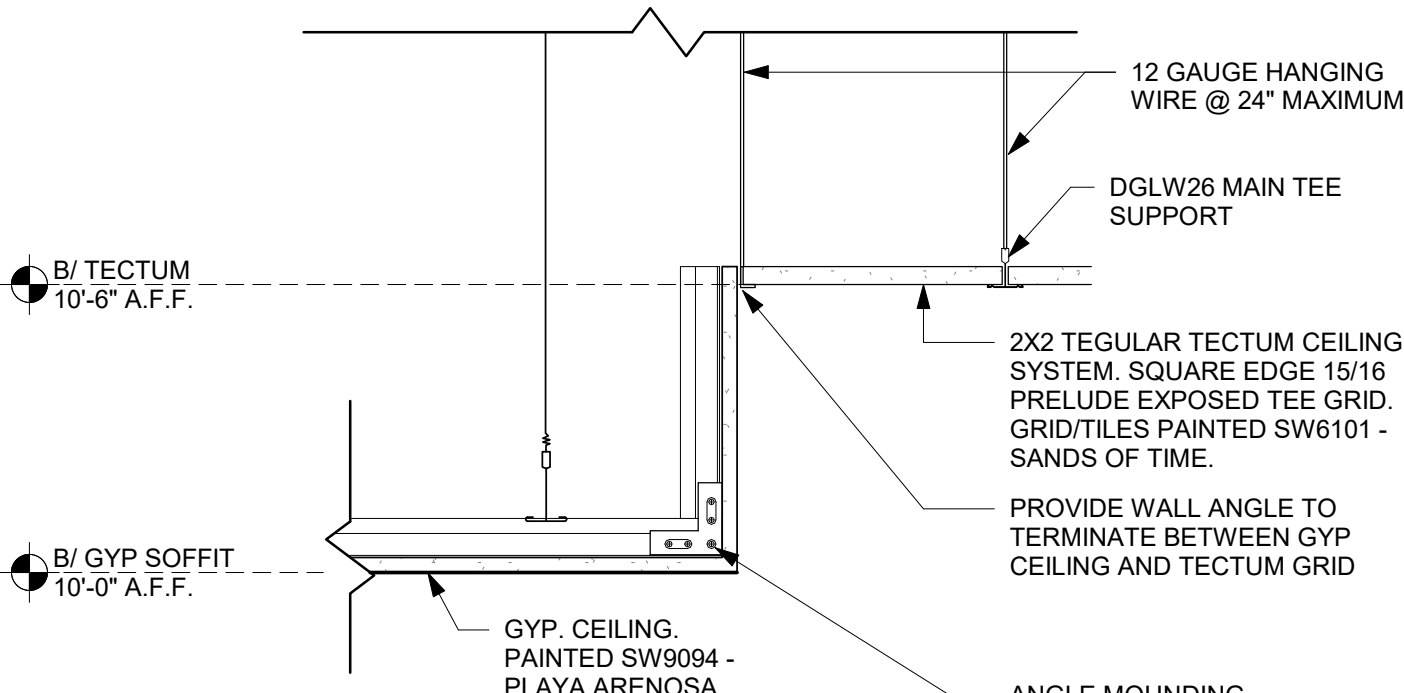 12 GAUGE HANGING
WIRE @ 24" MAXIMUM
DGLW26 MAIN TEE
SUPPORT
B/ TECTUM
10'-6" A.F.F.
2X2 TEGULAR TECTUM CEILING
SYSTEM. SQUARE EDGE 15/16
PRELUDE EXPOSED TEE GRID.
GRID/TILES PAINTED SW6101 -
SANDS OF TIME.
PROVIDE WALL ANGLE TO
TERMINATE BETWEEN GYP
CEILING AND TECTUM GRID
B/ GYP SOFFIT
10'-0" A.F.F.
GYP. CEILING.
PAINTED SW9094 -
PLAYA ARENOSA
ANGLE MOUNDING